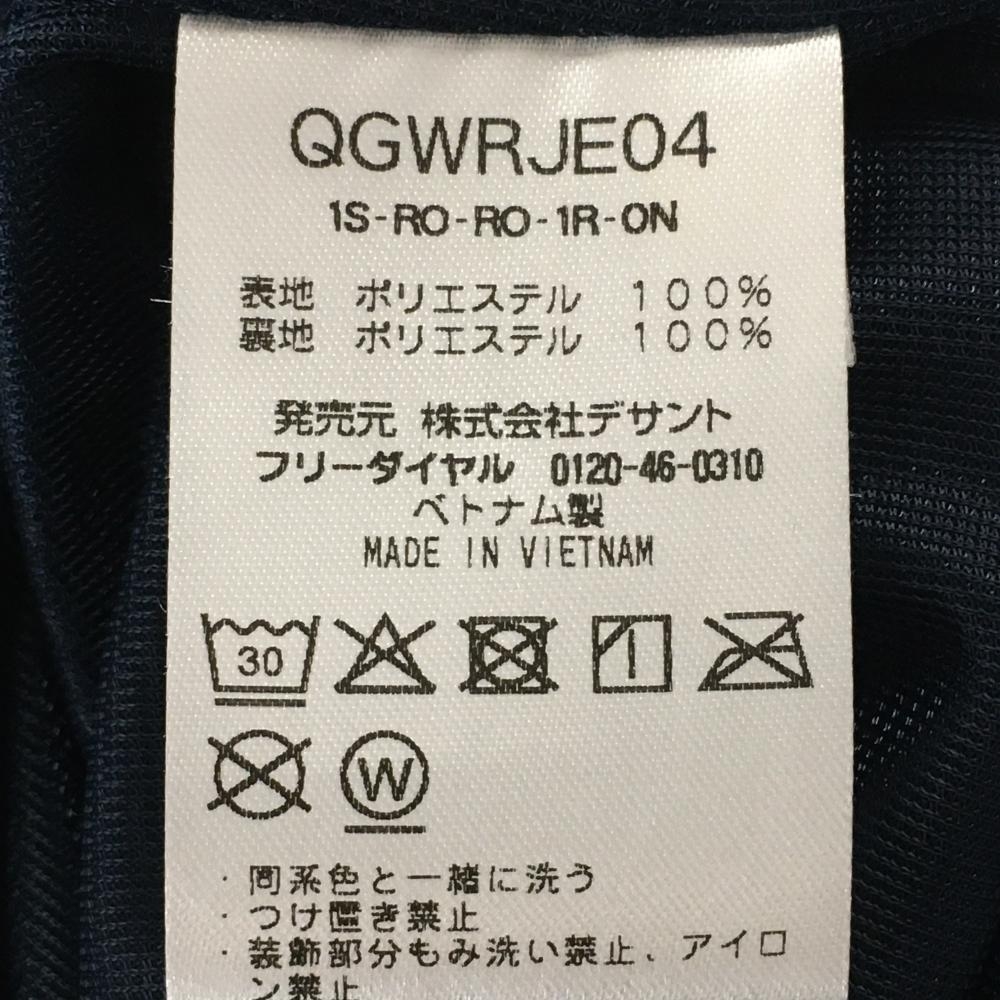 QGWRJE04
1S-RO-RO-1R-ON
表地 ポリエステル 100%
裏地 ポリエステル 100%
発売元 株式会社デサント
フリーダイヤル 0120-46-0310
ベトナム製
MADE IN VIETNAM
30
W
・同系色と一緒に洗う
・つけ置き禁止
・装飾部分もみ洗い禁止、アイロ
ン禁止